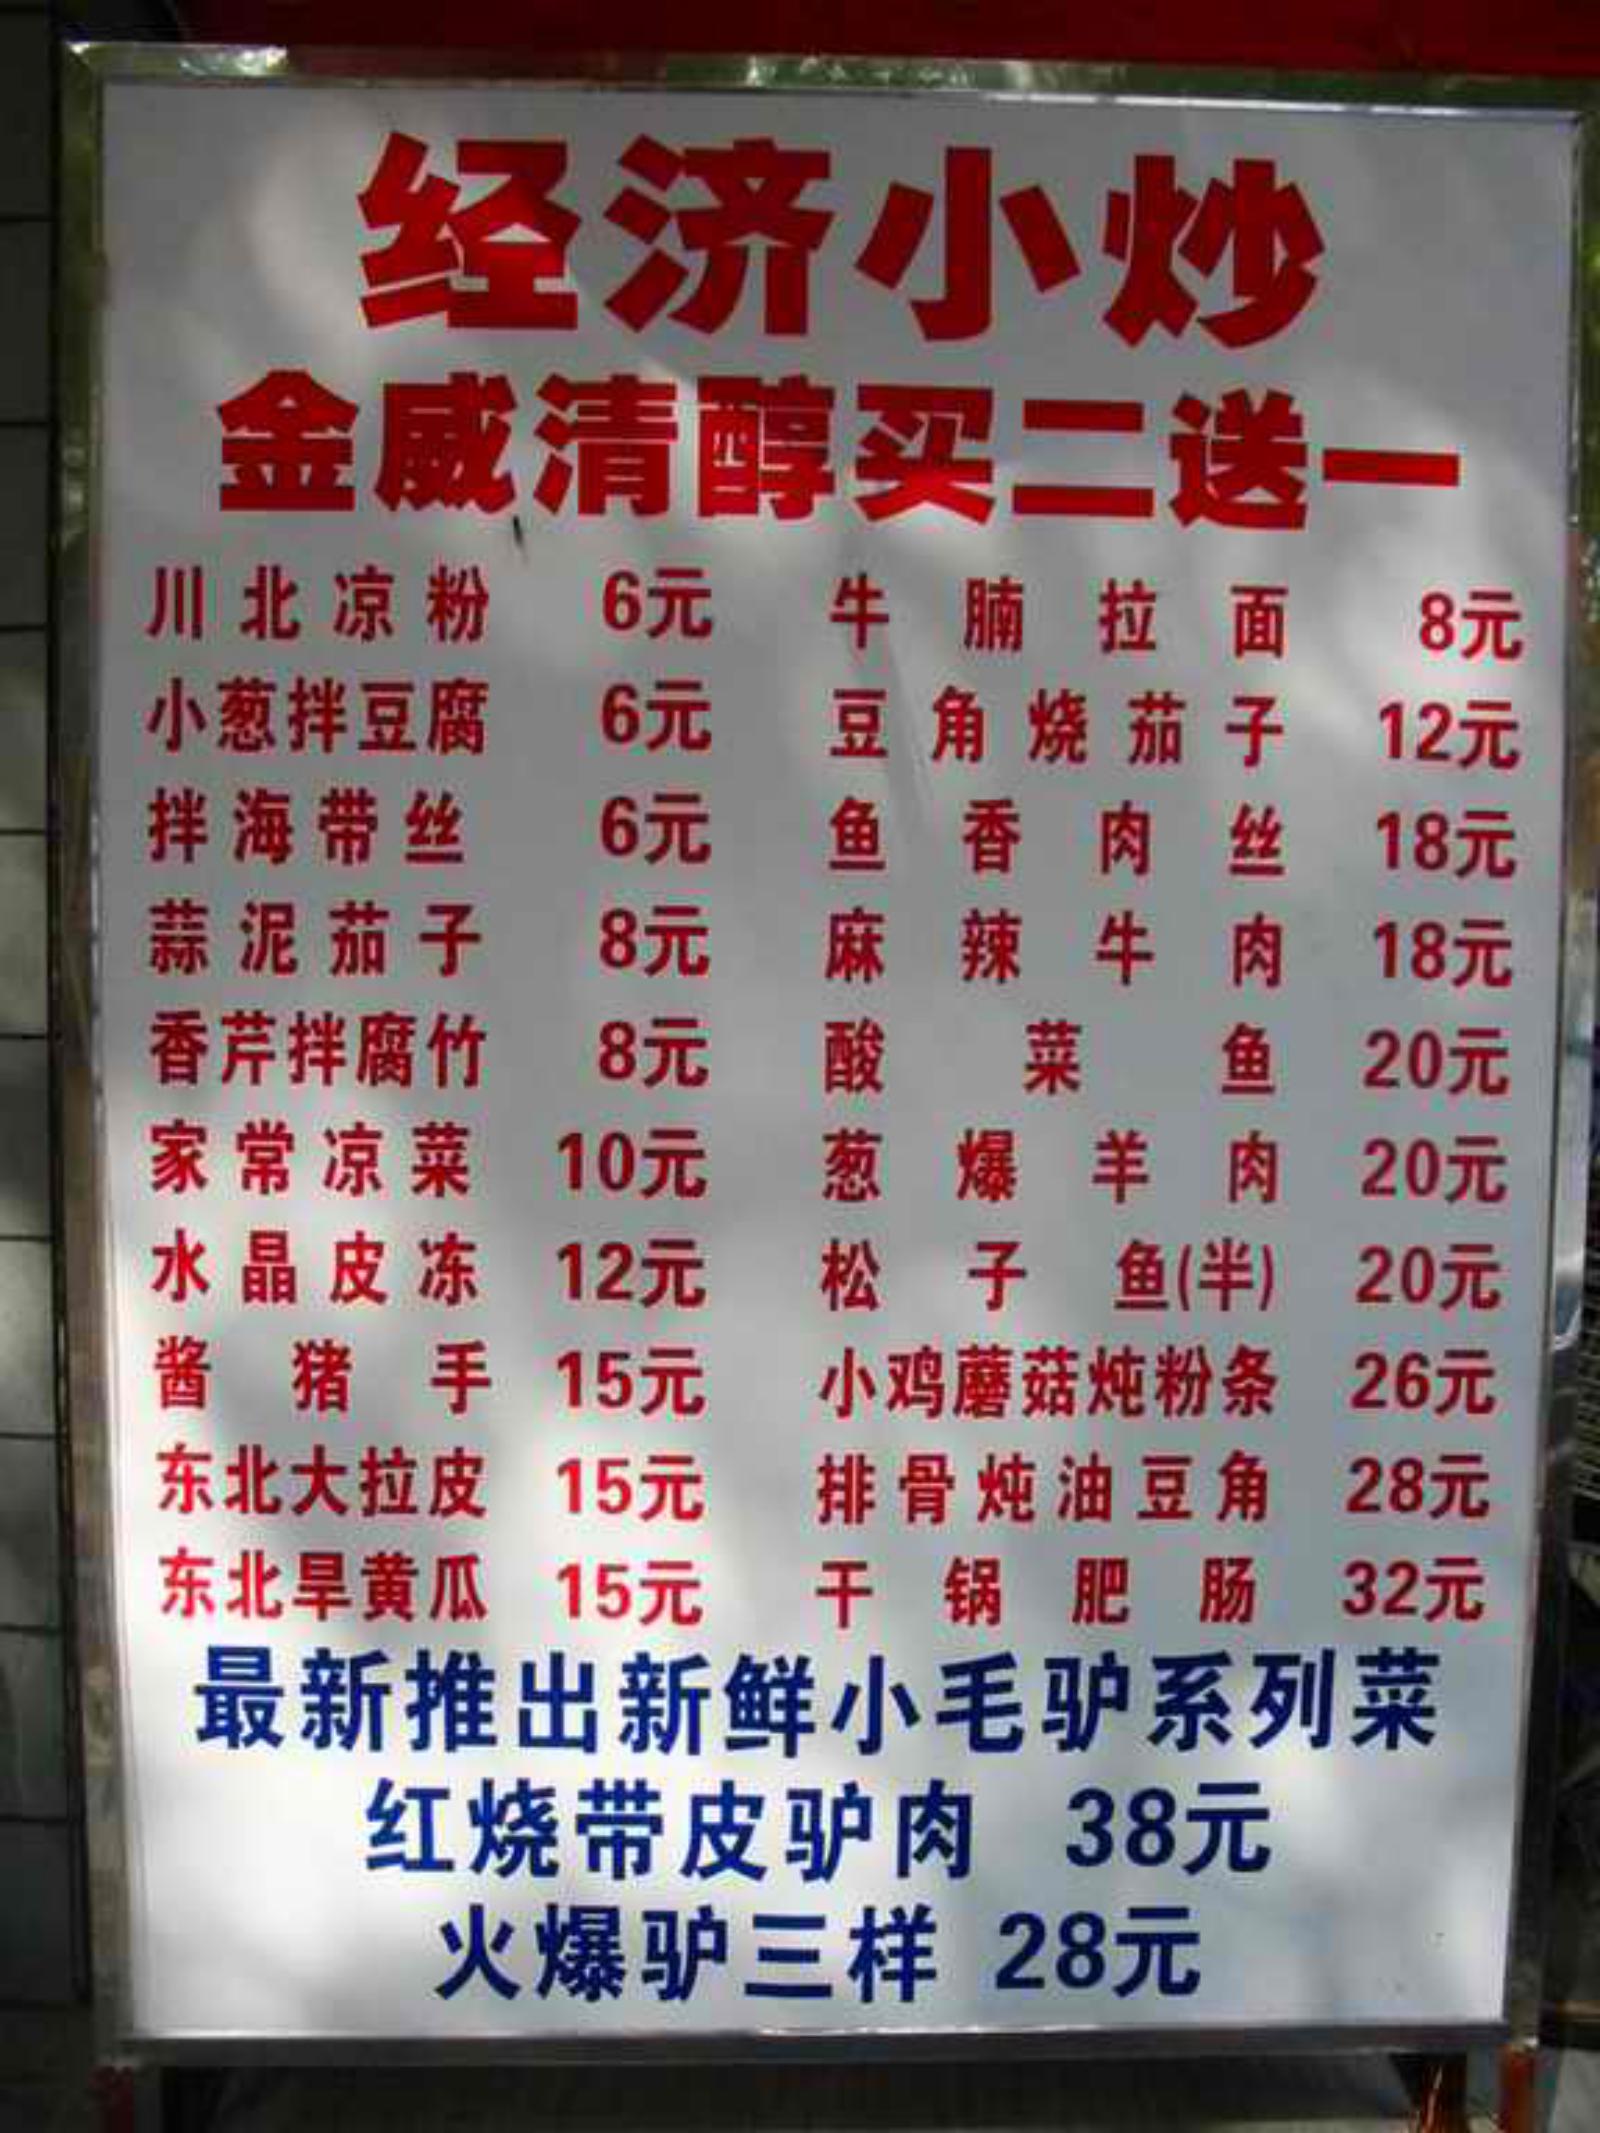 经济小炒
金威清醇买二送一
川北凉粉 6元 牛腩拉面 8元
小葱拌豆腐 6元 豆角烧茄子 12元
拌海带丝 6元 鱼香肉丝 18元
蒜泥茄子 8元 麻辣牛肉 18元
香芹拌腐竹 8元 酸菜鱼 20元
家常凉菜 10元 葱爆羊肉 20元
水晶皮冻 12元 松子鱼(半) 20元
酱猪手 15元 小鸡蘑菇炖粉条 26元
东北大拉皮 15元 排骨炖油豆角 28元
东北旱黄瓜 15元 干锅肥肠 32元
最新推出新鲜小毛驴系列菜
红烧带皮驴肉 38元
火爆驴三样 28元